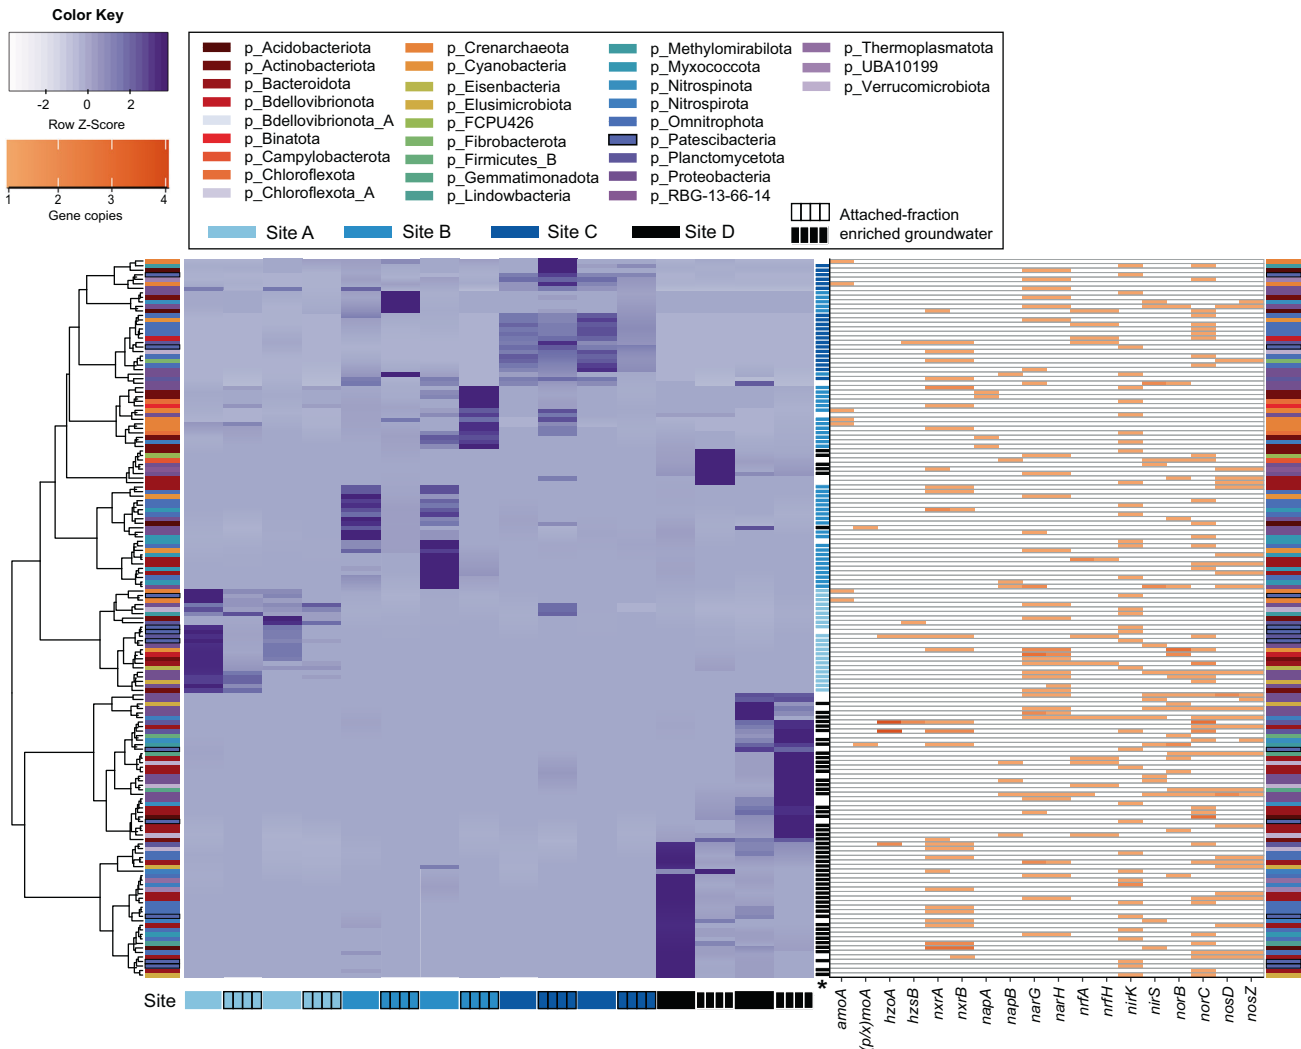 Color Key
-2 0 2
Row Z-Score
1 2 3 4
Gene copies
p_Acidobacteriota
p_Actinobacteriota
p_Bacteroidota
p_Bdellovibrionota
p_Bdellovibrionota_A
p_Binatota
p_Campylobacterota
p_Chloroflexota
p_Chloroflexota_A
p_Crenarchaeota
p_Cyanobacteria
p_Eisenbacteria
p_Elusimicrobiota
p_FCPU426
p_Fibrobacterota
p_Firmicutes_B
p_Gemmatimonadota
p_Lindowbacteria
p_Methylomirabilota
p_Myxococcota
p_Nitrospinota
p_Nitrospirota
p_Omnitrophota
p_Patescibacteria
p_Planctomycetota
p_Proteobacteria
p_RBG-13-66-14
p_Thermoplasmatota
p_UBA10199
p_Verrucomicrobiota
Attached-fraction
enriched groundwater
Site A Site B Site C Site D
Site
*
amoA
(p/x)moA
hzoA
hzsB
nxrA
nxrB
napA
napB
narG
narH
nrfA
nrfH
nirK
nirS
norB
norC
nosD
nosZ